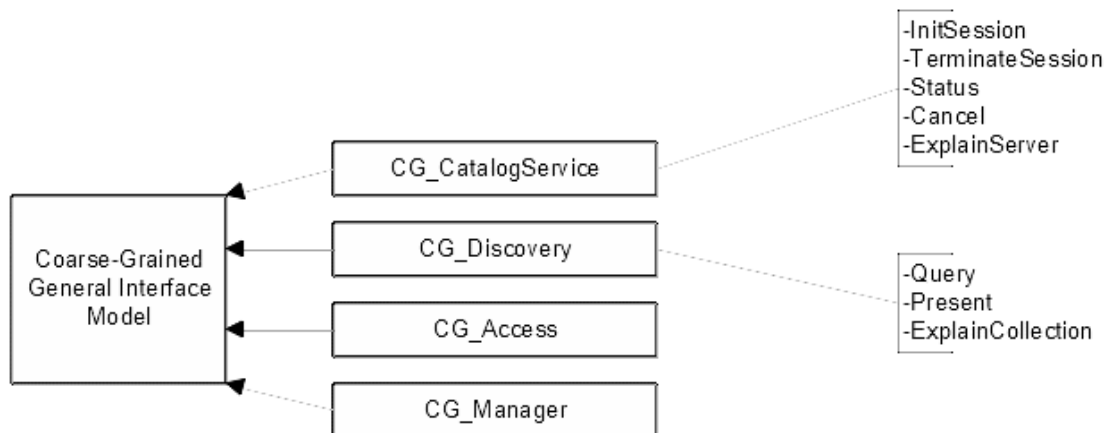 -InitSession
-TerminateSession
-Status
-Cancel
-ExplainServer
CG_CatalogService
CG_Discovery
Coarse-Grained
General Interface
Model
-Query
-Present
-ExplainCollection
CG_Access
CG_Manager